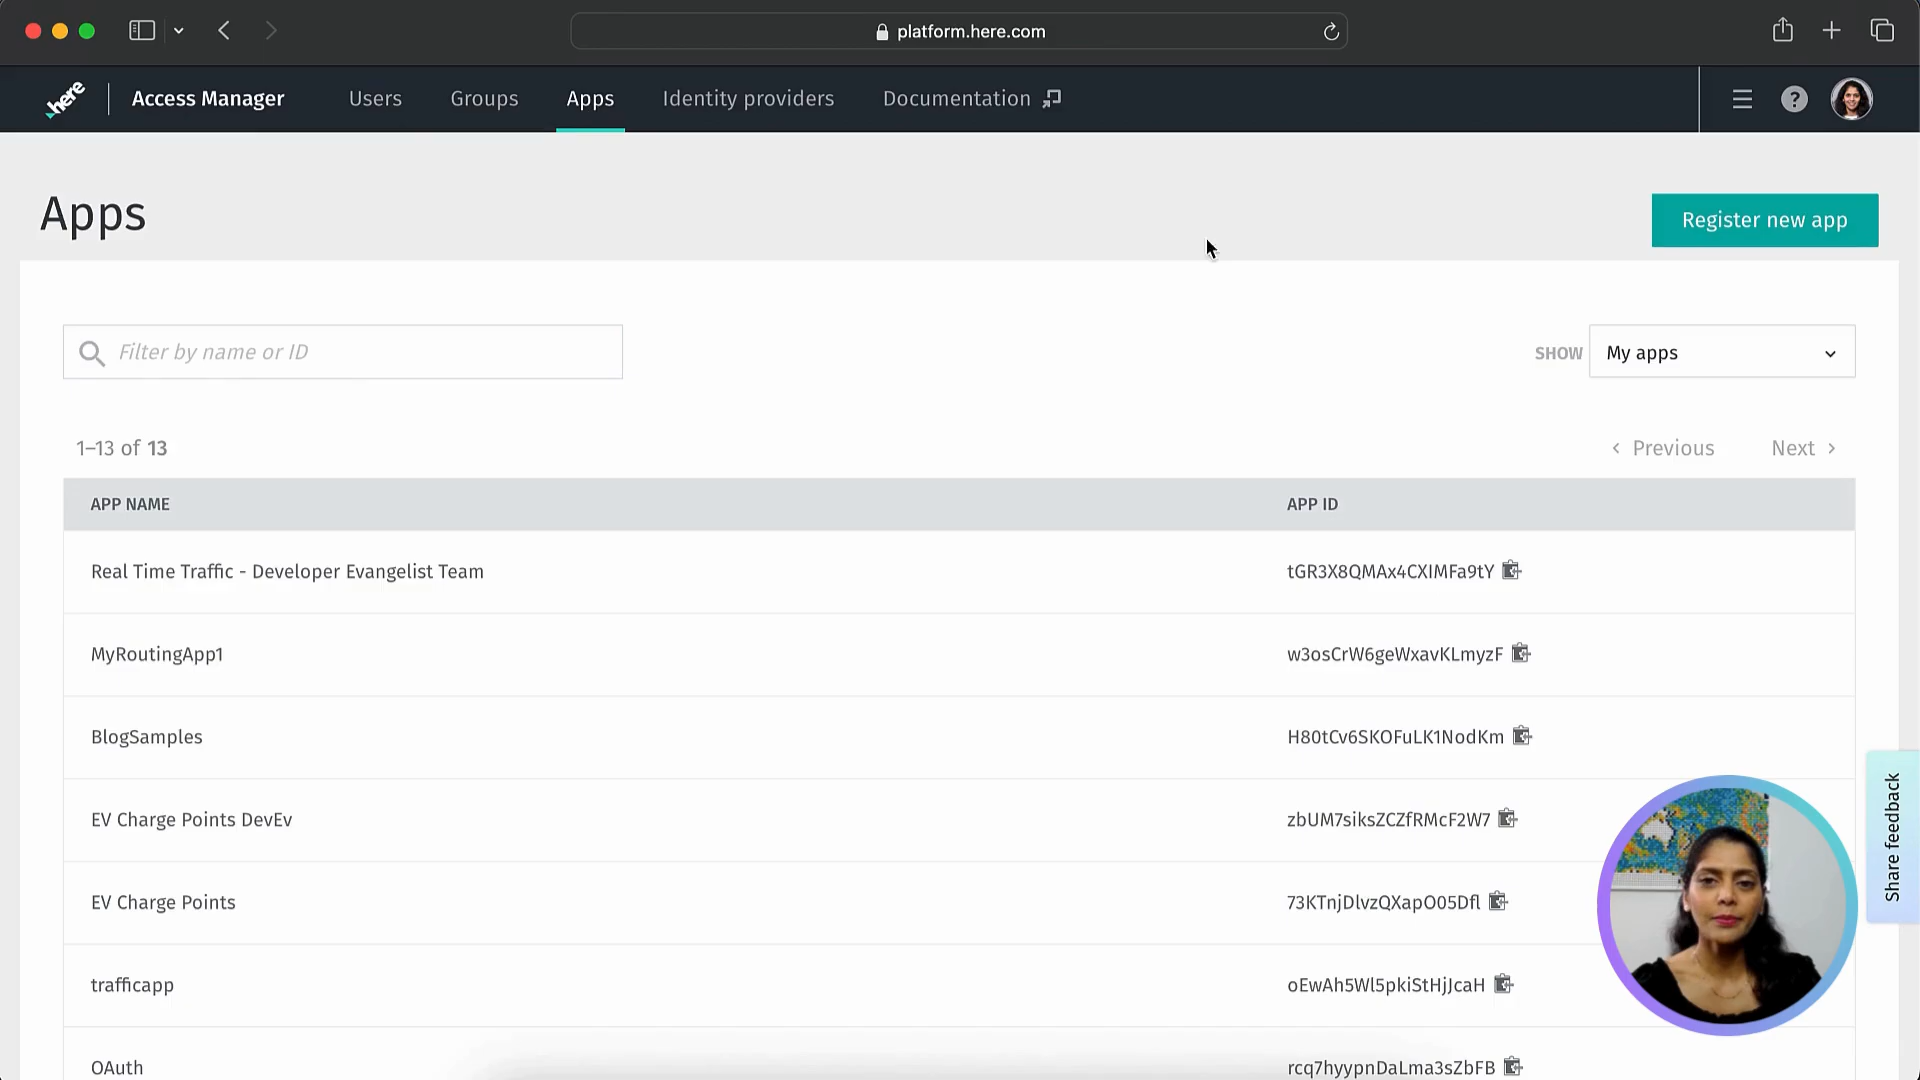 platform.here.com
here
Access Manager
Users
Groups
Apps
Identity providers
Documentation
?
Apps
Register new app
Filter by name or ID
SHOW
My apps
1–13 of 13
Previous
Next
APP NAME
APP ID
Real Time Traffic - Developer Evangelist Team
tGR3X8QMAx4CXIMFa9tY
MyRoutingApp1
w3osCrW6geWxavKLmyzF
BlogSamples
H80tCv6SKOFuLK1NodKm
EV Charge Points DevEv
zbUM7siksZCZfRMcF2W7
EV Charge Points
73KTnjDlvzQXapO05Dfl
trafficapp
oEwAh5Wl5pkiStHjJcaH
OAuth
rcq7hyypnDaLma3sZbFB
Share feedback